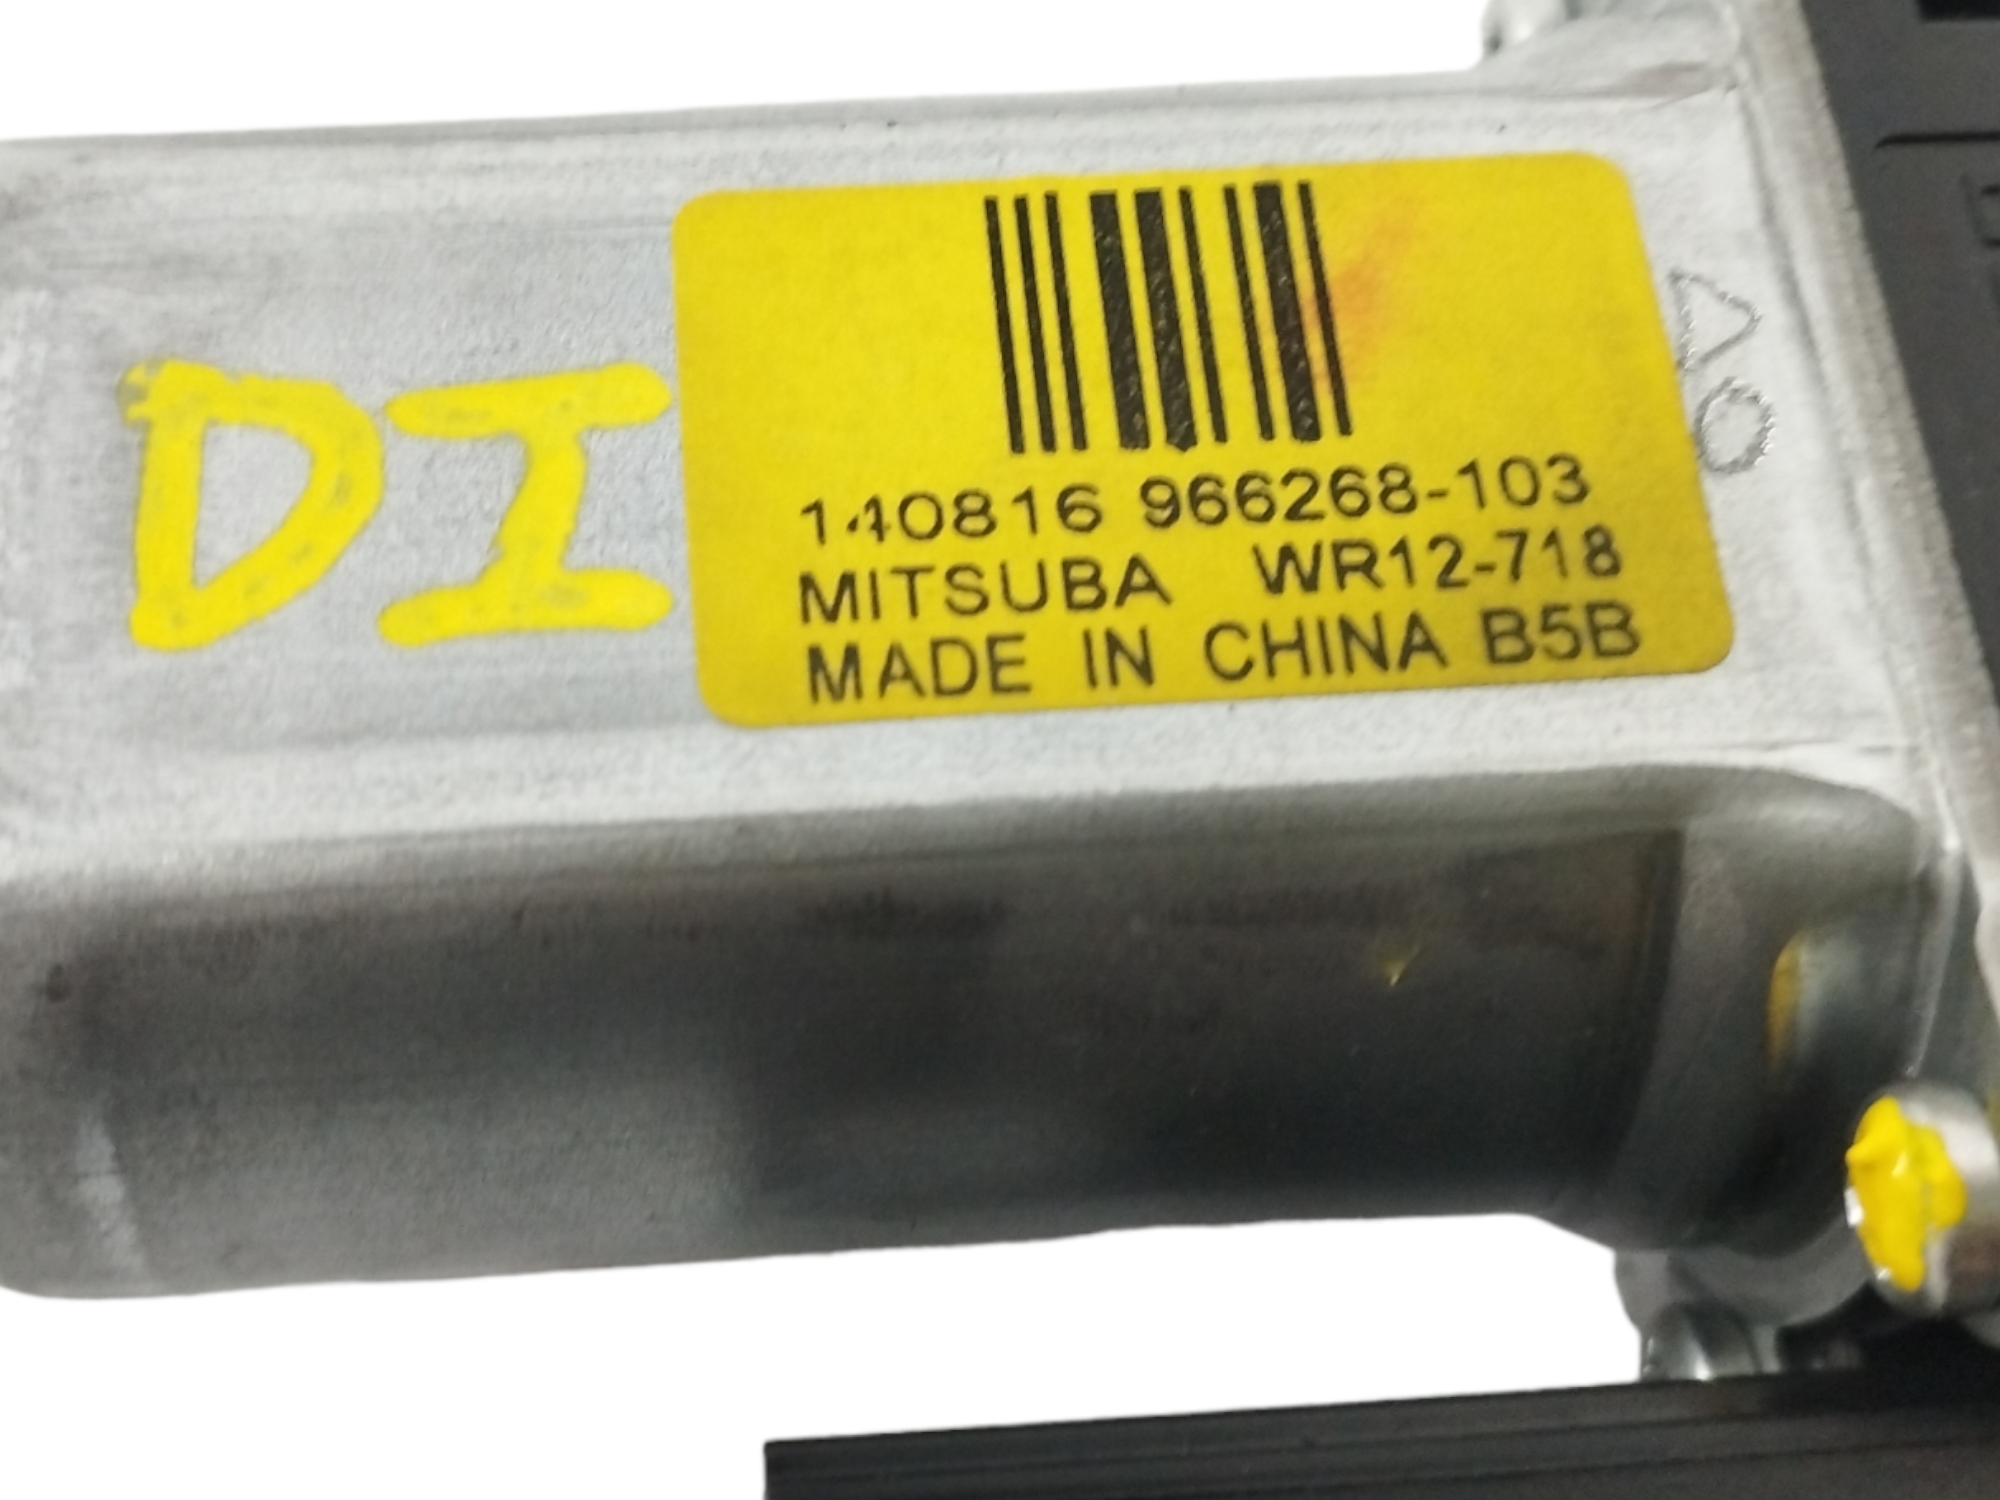 DI
140816 966268-103
MITSUBA WR12-718
MADE IN CHINA B5B